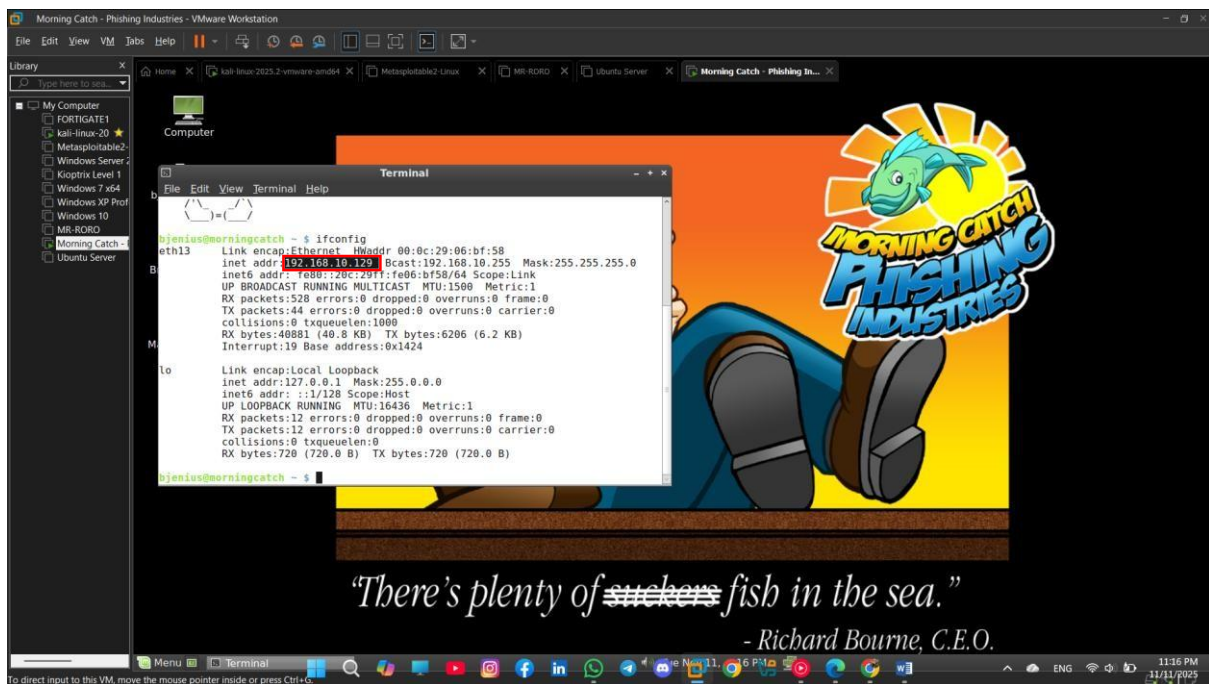 Morning Catch - Phishing Industries - VMware Workstation
File Edit View VM Tabs Help
Library X
Type here to sea...
Home X kali-linux-2025.2-vmware-amd64 X Metasploitable2-Linux X MR-RORO X Ubuntu Server X Morning Catch - Phishing In... X
My Computer
FORTIGATE1
kali-linux-20
Metasploitable2-
Windows Server 2
Kioptrix Level 1
Windows 7 x64
Windows XP Prof
Windows 10
MR-RORO
Morning Catch - 
Ubuntu Server
Computer
Terminal
File Edit View Terminal Help
/'\_ _/`\
\___)=(___/
bjenius@morningcatch ~ $ ifconfig
eth13 Link encap:Ethernet HWaddr 00:0c:29:06:bf:58
inet addr:192.168.10.129 Bcast:192.168.10.255 Mask:255.255.255.0
inet6 addr: fe80::20c:29ff:fe06:bf58/64 Scope:Link
UP BROADCAST RUNNING MULTICAST MTU:1500 Metric:1
RX packets:528 errors:0 dropped:0 overruns:0 frame:0
TX packets:44 errors:0 dropped:0 overruns:0 carrier:0
collisions:0 txqueuelen:1000
RX bytes:40881 (40.8 KB) TX bytes:6206 (6.2 KB)
Interrupt:19 Base address:0x1424
lo Link encap:Local Loopback
inet addr:127.0.0.1 Mask:255.0.0.0
inet6 addr: ::1/128 Scope:Host
UP LOOPBACK RUNNING MTU:16436 Metric:1
RX packets:12 errors:0 dropped:0 overruns:0 frame:0
TX packets:12 errors:0 dropped:0 overruns:0 carrier:0
collisions:0 txqueuelen:0
RX bytes:720 (720.0 B) TX bytes:720 (720.0 B)
bjenius@morningcatch ~ $
MORNING CATCH
PHISHING
INDUSTRIES
“There's plenty of suckers fish in the sea.”
- Richard Bourne, C.E.O.
Menu Terminal
ENG 11:16 PM
11/11/2025
To direct input to this VM, move the mouse pointer inside or press Ctrl+G.